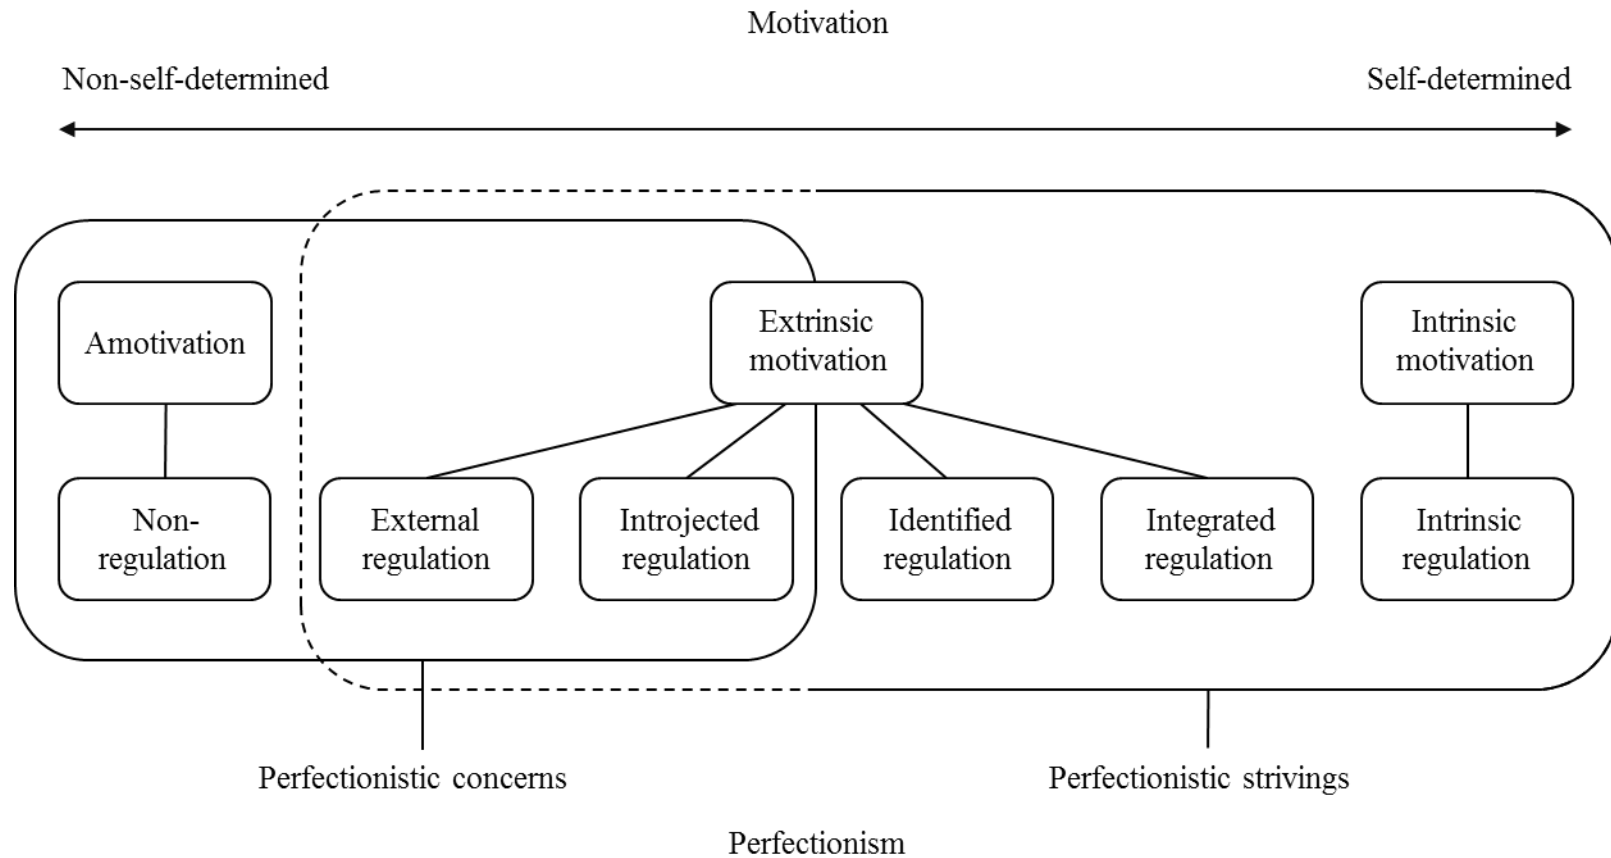 Motivation
Non-self-determined
Self-determined
Amotivation
Extrinsic
motivation
Intrinsic
motivation
Non-
regulation
External
regulation
Introjected
regulation
Identified
regulation
Integrated
regulation
Intrinsic
regulation
Perfectionistic concerns
Perfectionistic strivings
Perfectionism